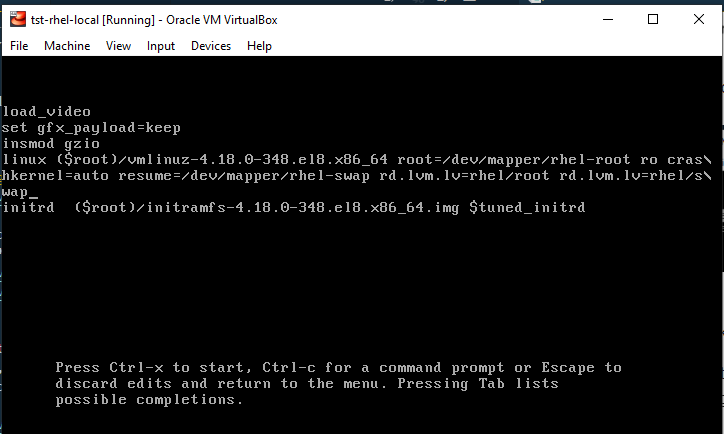 tst-rhel-local [Running] - Oracle VM VirtualBox
File Machine View Input Devices Help
load_video
set gfx_payload=keep
insmod gzio
linux ($root)/vmlinuz-4.18.0-348.el8.x86_64 root=/dev/mapper/rhel-root ro cras\
hkernel=auto resume=/dev/mapper/rhel-swap rd.lvm.lv=rhel/root rd.lvm.lv=rhel/s\
wap_
initrd  ($root)/initramfs-4.18.0-348.el8.x86_64.img $tuned_initrd
Press Ctrl-x to start, Ctrl-c for a command prompt or Escape to
discard edits and return to the menu. Pressing Tab lists
possible completions.